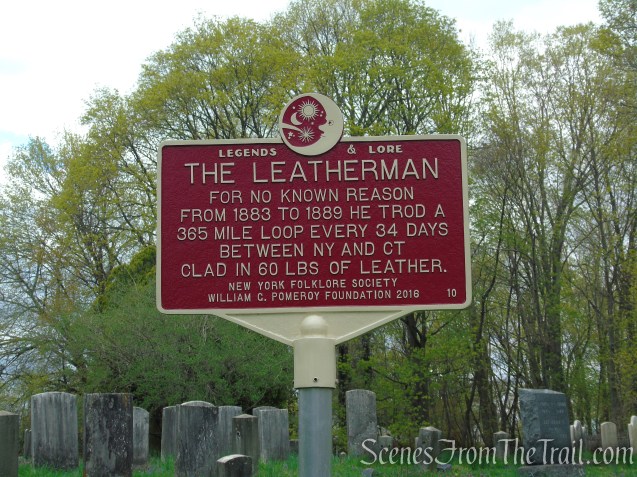 LEGENDS & LORE
THE LEATHERMAN
FOR NO KNOWN REASON
FROM 1883 TO 1889 HE TROD A
365 MILE LOOP EVERY 34 DAYS
BETWEEN NY AND CT
CLAD IN 60 LBS OF LEATHER.
NEW YORK FOLKLORE SOCIETY
WILLIAM G. POMEROY FOUNDATION 2016 10
ScenesFromTheTrail.com